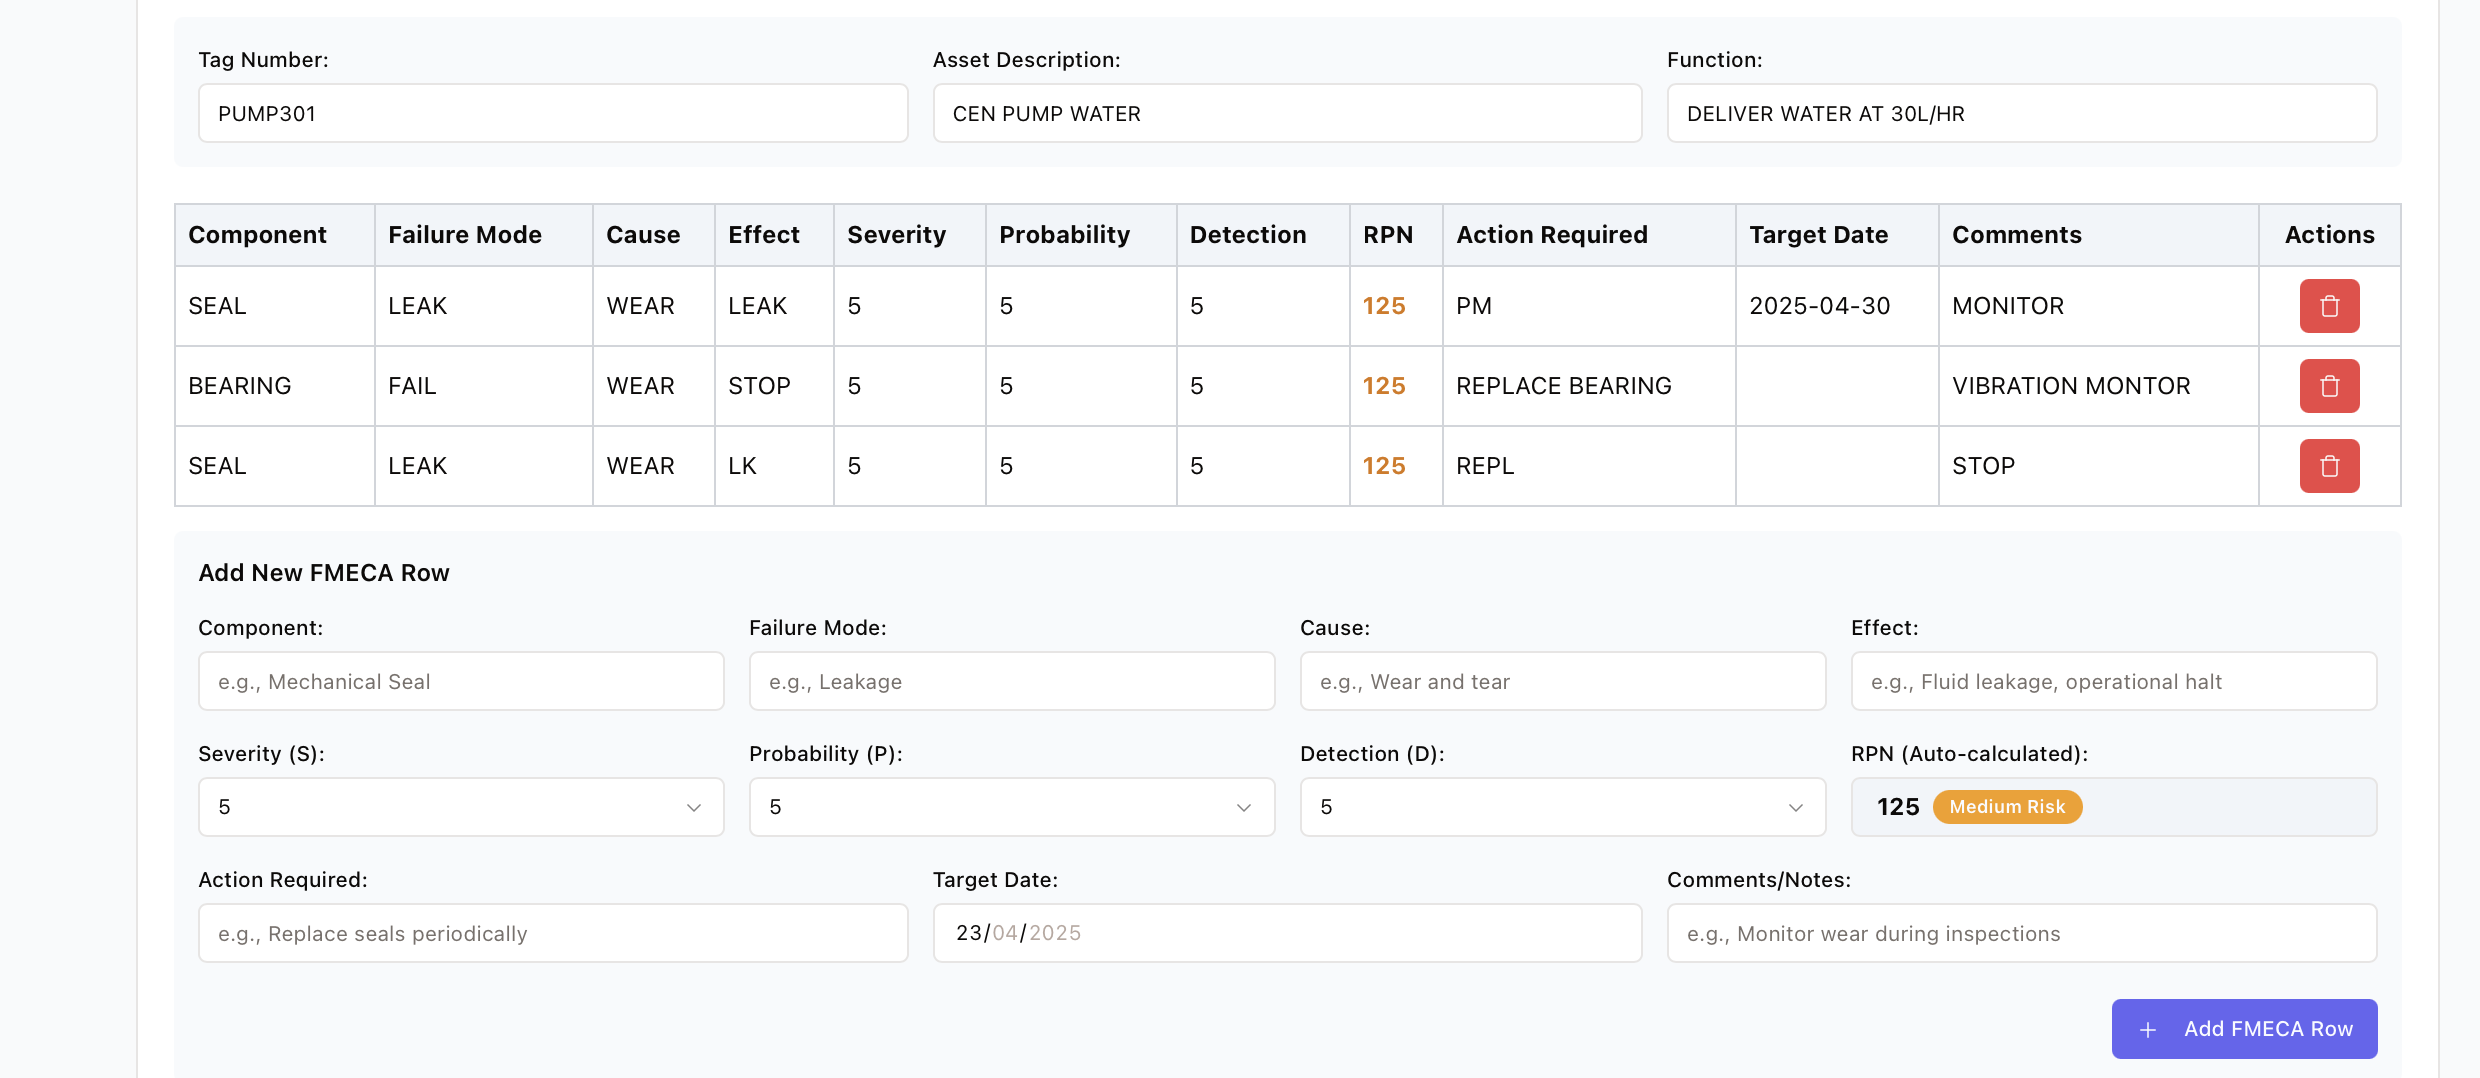 Tag Number: Asset Description: Function:
PUMP301 CEN PUMP WATER DELIVER WATER AT 30L/HR
Component Failure Mode Cause Effect Severity Probability Detection RPN Action Required Target Date Comments Actions
SEAL LEAK WEAR LEAK 5 5 5 125 PM 2025-04-30 MONITOR
BEARING FAIL WEAR STOP 5 5 5 125 REPLACE BEARING VIBRATION MONTOR
SEAL LEAK WEAR LK 5 5 5 125 REPL STOP
Add New FMECA Row
Component: Failure Mode: Cause: Effect:
e.g., Mechanical Seal e.g., Leakage e.g., Wear and tear e.g., Fluid leakage, operational halt
Severity (S): Probability (P): Detection (D): RPN (Auto-calculated):
5 5 5 125 Medium Risk
Action Required: Target Date: Comments/Notes:
e.g., Replace seals periodically 23/04/2025 e.g., Monitor wear during inspections
+ Add FMECA Row